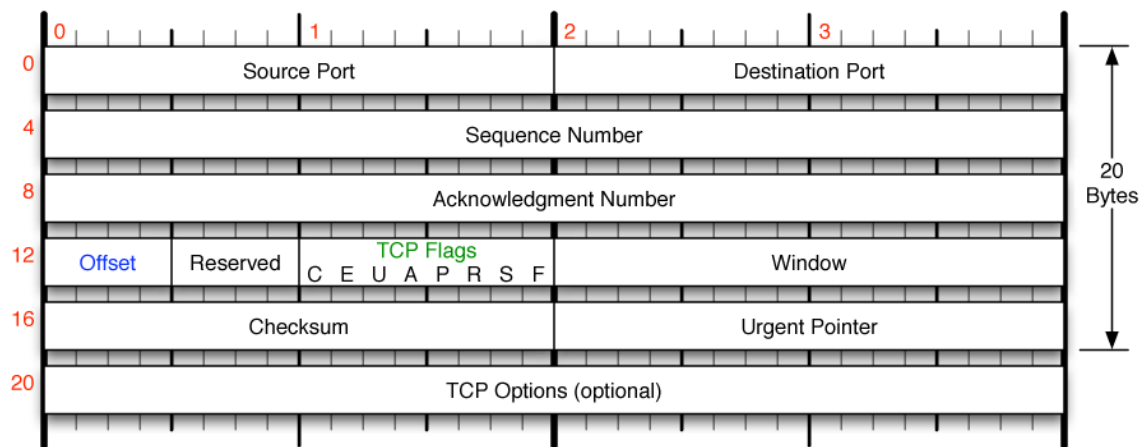 0 1 2 3
0 Source Port Destination Port
4 Sequence Number
8 Acknowledgment Number
20
Bytes
12 Offset Reserved TCP Flags Window
C E U A P R S F
16 Checksum Urgent Pointer
20 TCP Options (optional)